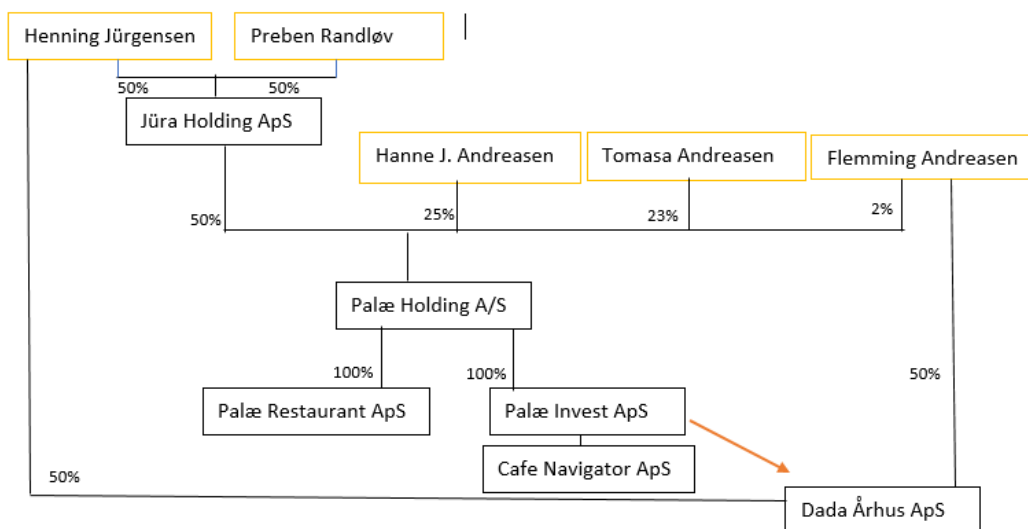 Henning Jürgensen
Preben Randløv
50%
50%
Jüra Holding ApS
Hanne J. Andreasen
Tomasa Andreasen
Flemming Andreasen
50%
25%
23%
2%
Palæ Holding A/S
100%
100%
50%
Palæ Restaurant ApS
Palæ Invest ApS
Cafe Navigator ApS
50%
Dada Århus ApS